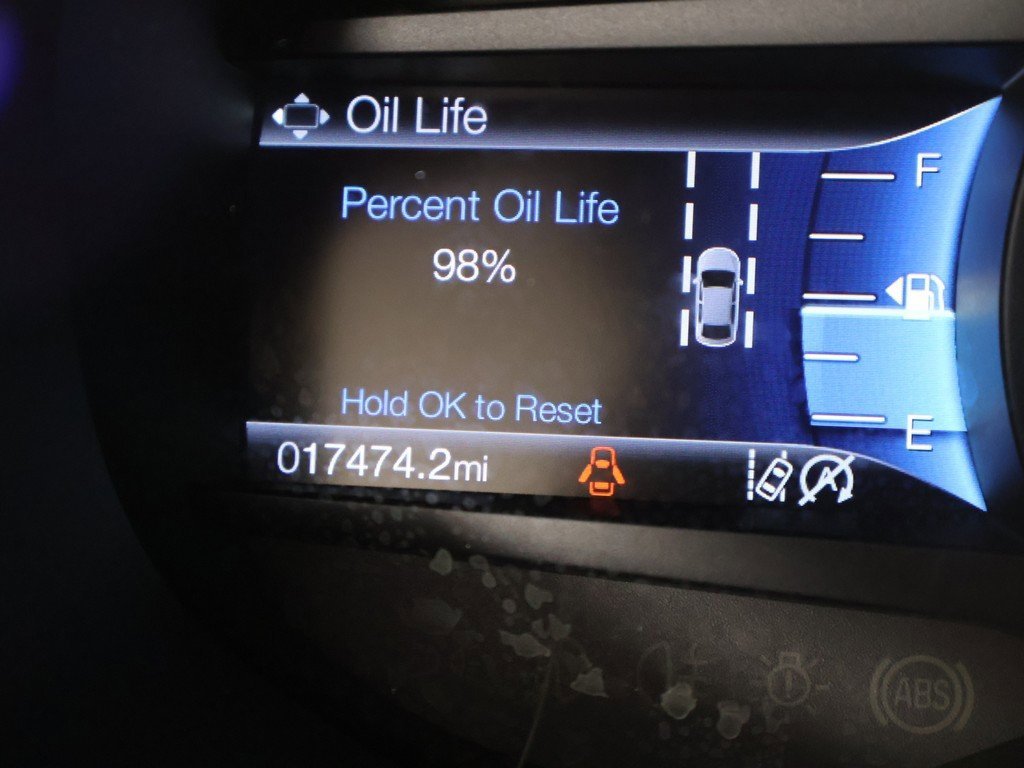 Oil Life
F
Percent Oil Life
98%
Hold OK to Reset
E
017474.2mi
ABS